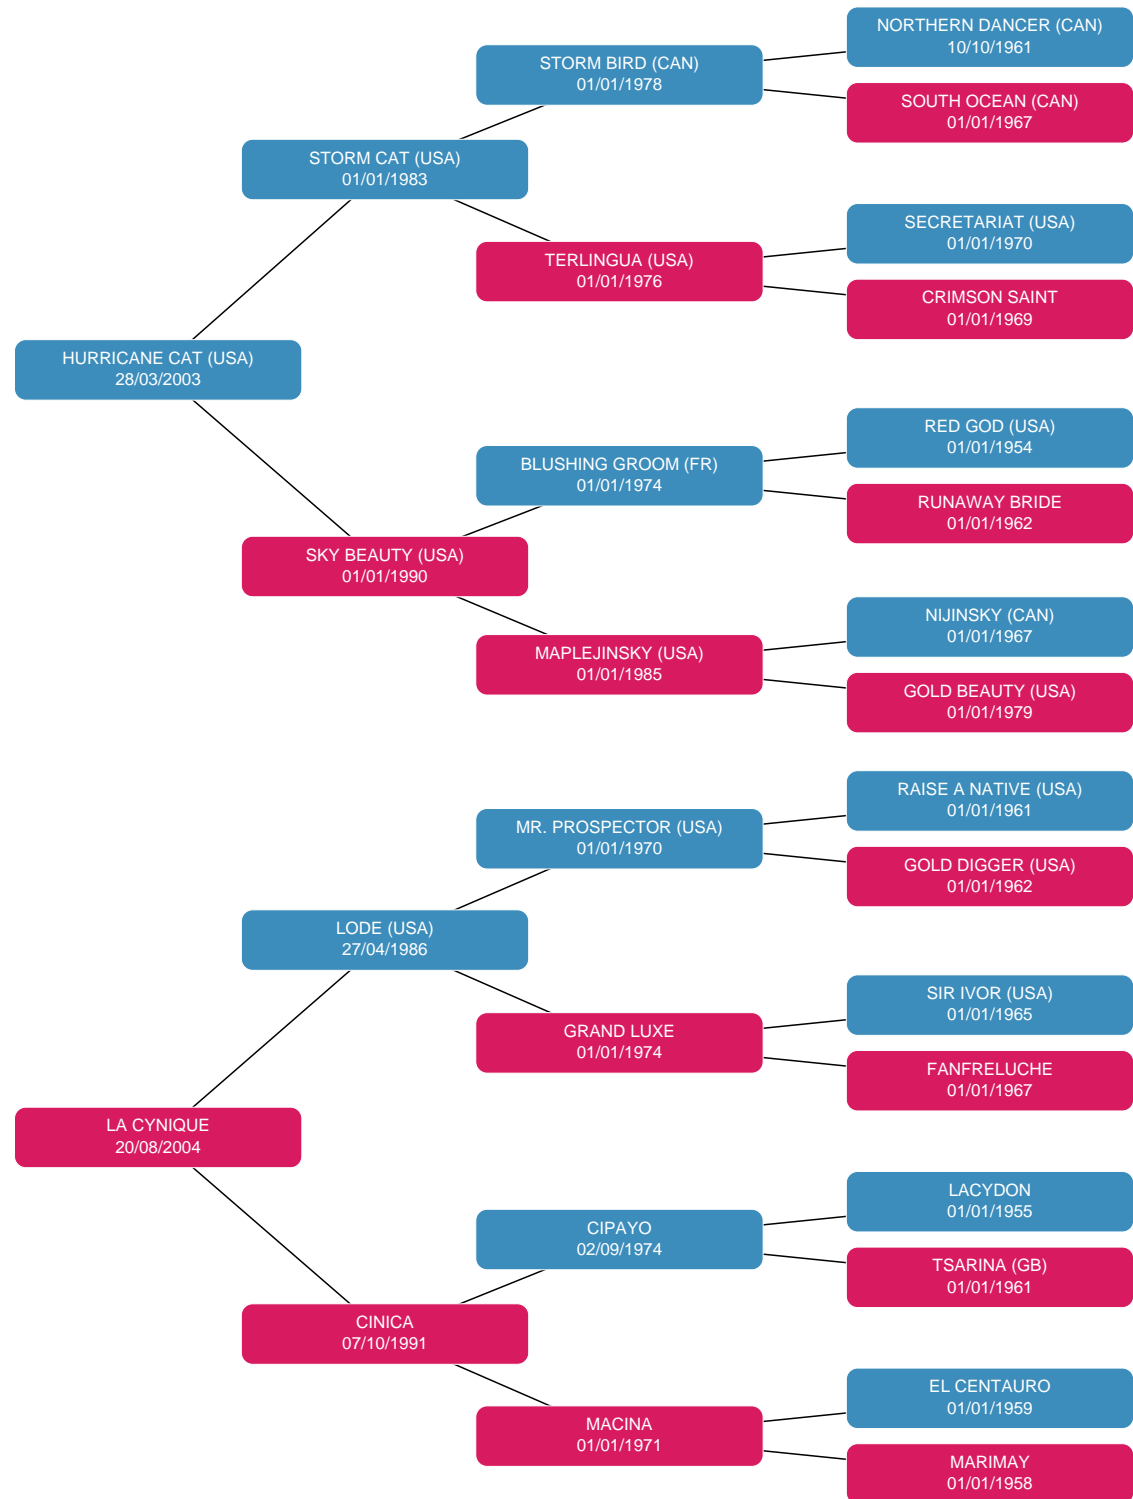 NORTHERN DANCER (CAN)
10/10/1961
STORM BIRD (CAN)
01/01/1978
SOUTH OCEAN (CAN)
01/01/1967
STORM CAT (USA)
01/01/1983
SECRETARIAT (USA)
01/01/1970
TERLINGUA (USA)
01/01/1976
CRIMSON SAINT
01/01/1969
HURRICANE CAT (USA)
28/03/2003
RED GOD (USA)
01/01/1954
BLUSHING GROOM (FR)
01/01/1974
RUNAWAY BRIDE
01/01/1962
SKY BEAUTY (USA)
01/01/1990
NIJINSKY (CAN)
01/01/1967
MAPLEJINSKY (USA)
01/01/1985
GOLD BEAUTY (USA)
01/01/1979
RAISE A NATIVE (USA)
01/01/1961
MR. PROSPECTOR (USA)
01/01/1970
GOLD DIGGER (USA)
01/01/1962
LODE (USA)
27/04/1986
SIR IVOR (USA)
01/01/1965
GRAND LUXE
01/01/1974
FANFRELUCHE
01/01/1967
LA CYNIQUE
20/08/2004
LACYDON
01/01/1955
CIPAYO
02/09/1974
TSARINA (GB)
01/01/1961
CINICA
07/10/1991
EL CENTAURO
01/01/1959
MACINA
01/01/1971
MARIMAY
01/01/1958